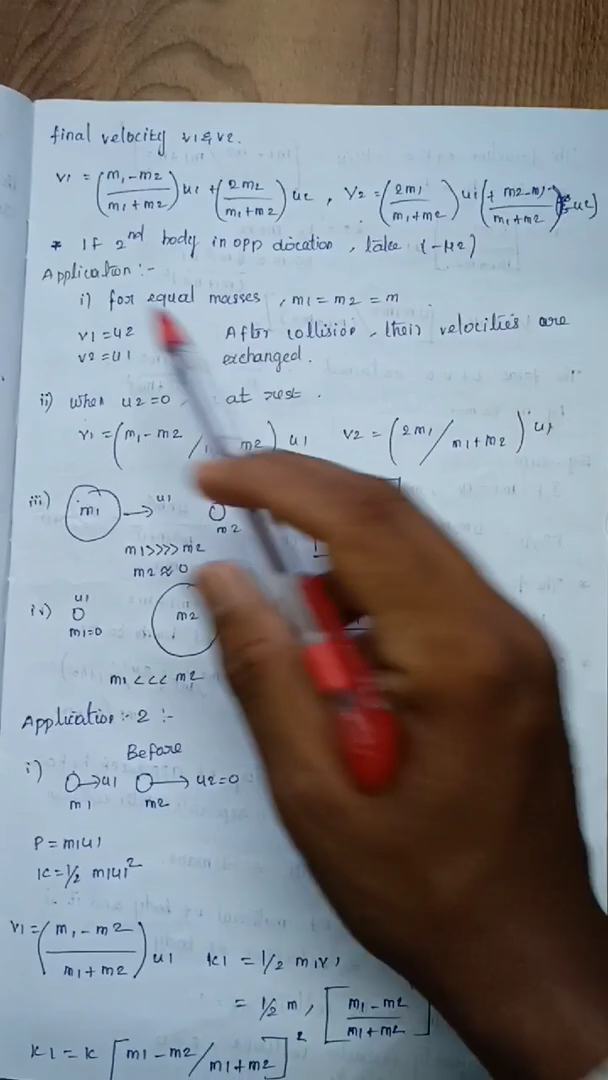 final velocity v1 & v2.
v1 = (m1 - m2 / m1 + m2) u1 + (2m2 / m1 + m2) u2 , v2 = (2m1 / m1 + m2) u1 (+ m2 - m1 / m1 + m2) u2)
* If 2nd body in opp direction, take (-u2)
Application :-
i) for equal masses, m1 = m2 = m
v1 = u2 After collision, their velocities are
v2 = u1 exchanged.
ii) when u2=0 at rest.
v1 = (m1 - m2 / m2) u1 v2 = (2m1 / m1 + m2) u1
iii) m1 → u1
m2
m1 >>>> m2
m2 ≈ 0
iv) u1 m2
m1=0
m1 <<< m2
Application :- 2 :-
Before
i) → u1 → u2=0
m1 m2
P = m1u1
K = 1/2 m1u1²
v1 = (m1 - m2 / m1 + m2) u1 K1 = 1/2 m1v1
= 1/2 m, [m1 - m2 / m1 + m2]
K1 = K [m1 - m2 / m1 + m2]²